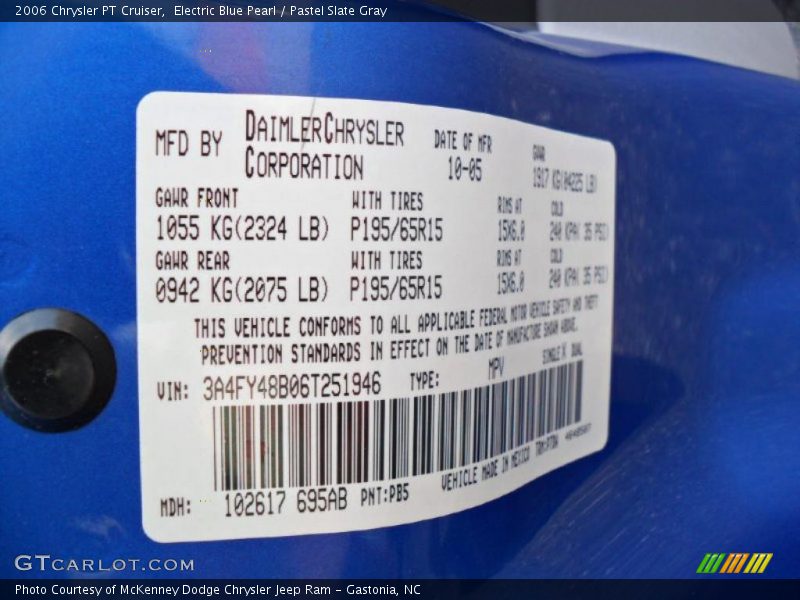 2006 Chrysler PT Cruiser,  Electric Blue Pearl / Pastel Slate Gray
MFD BY DAIMLERCHRYSLER CORPORATION DATE OF MFR 10-05 GVWR 1917 KG(04225 LB)
GAWR FRONT WITH TIRES RIMS AT COLD
1055 KG(2324 LB) P195/65R15 15X6.0 240 KPA( 35 PSI)
GAWR REAR WITH TIRES RIMS AT COLD
0942 KG(2075 LB) P195/65R15 15X6.0 240 KPA( 35 PSI)
THIS VEHICLE CONFORMS TO ALL APPLICABLE FEDERAL MOTOR VEHICLE SAFETY AND THEFT
PREVENTION STANDARDS IN EFFECT ON THE DATE OF MANUFACTURE SHOWN ABOVE.
VIN: 3A4FY48B06T251946 TYPE: MPV SINGLE X DUAL
MDH: 102617 695AB PNT:PB5 VEHICLE MADE IN MEXICO
GTCARLOT.COM
Photo Courtesy of McKenney Dodge Chrysler Jeep Ram - Gastonia, NC